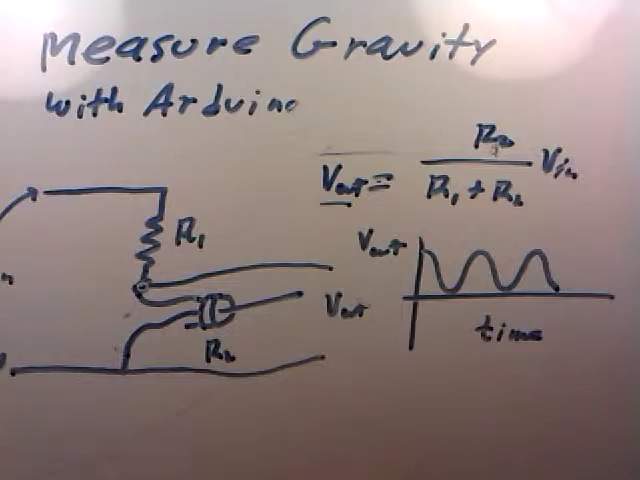 Measure Gravity
with Arduino
Vout = R2 / R1 + R2 Vin
R1
Vout
n
Vout
R2
time